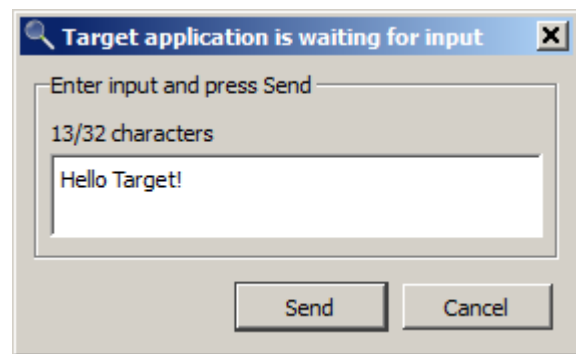 Target application is waiting for input
Enter input and press Send
13/32 characters
Hello Target!
Send
Cancel